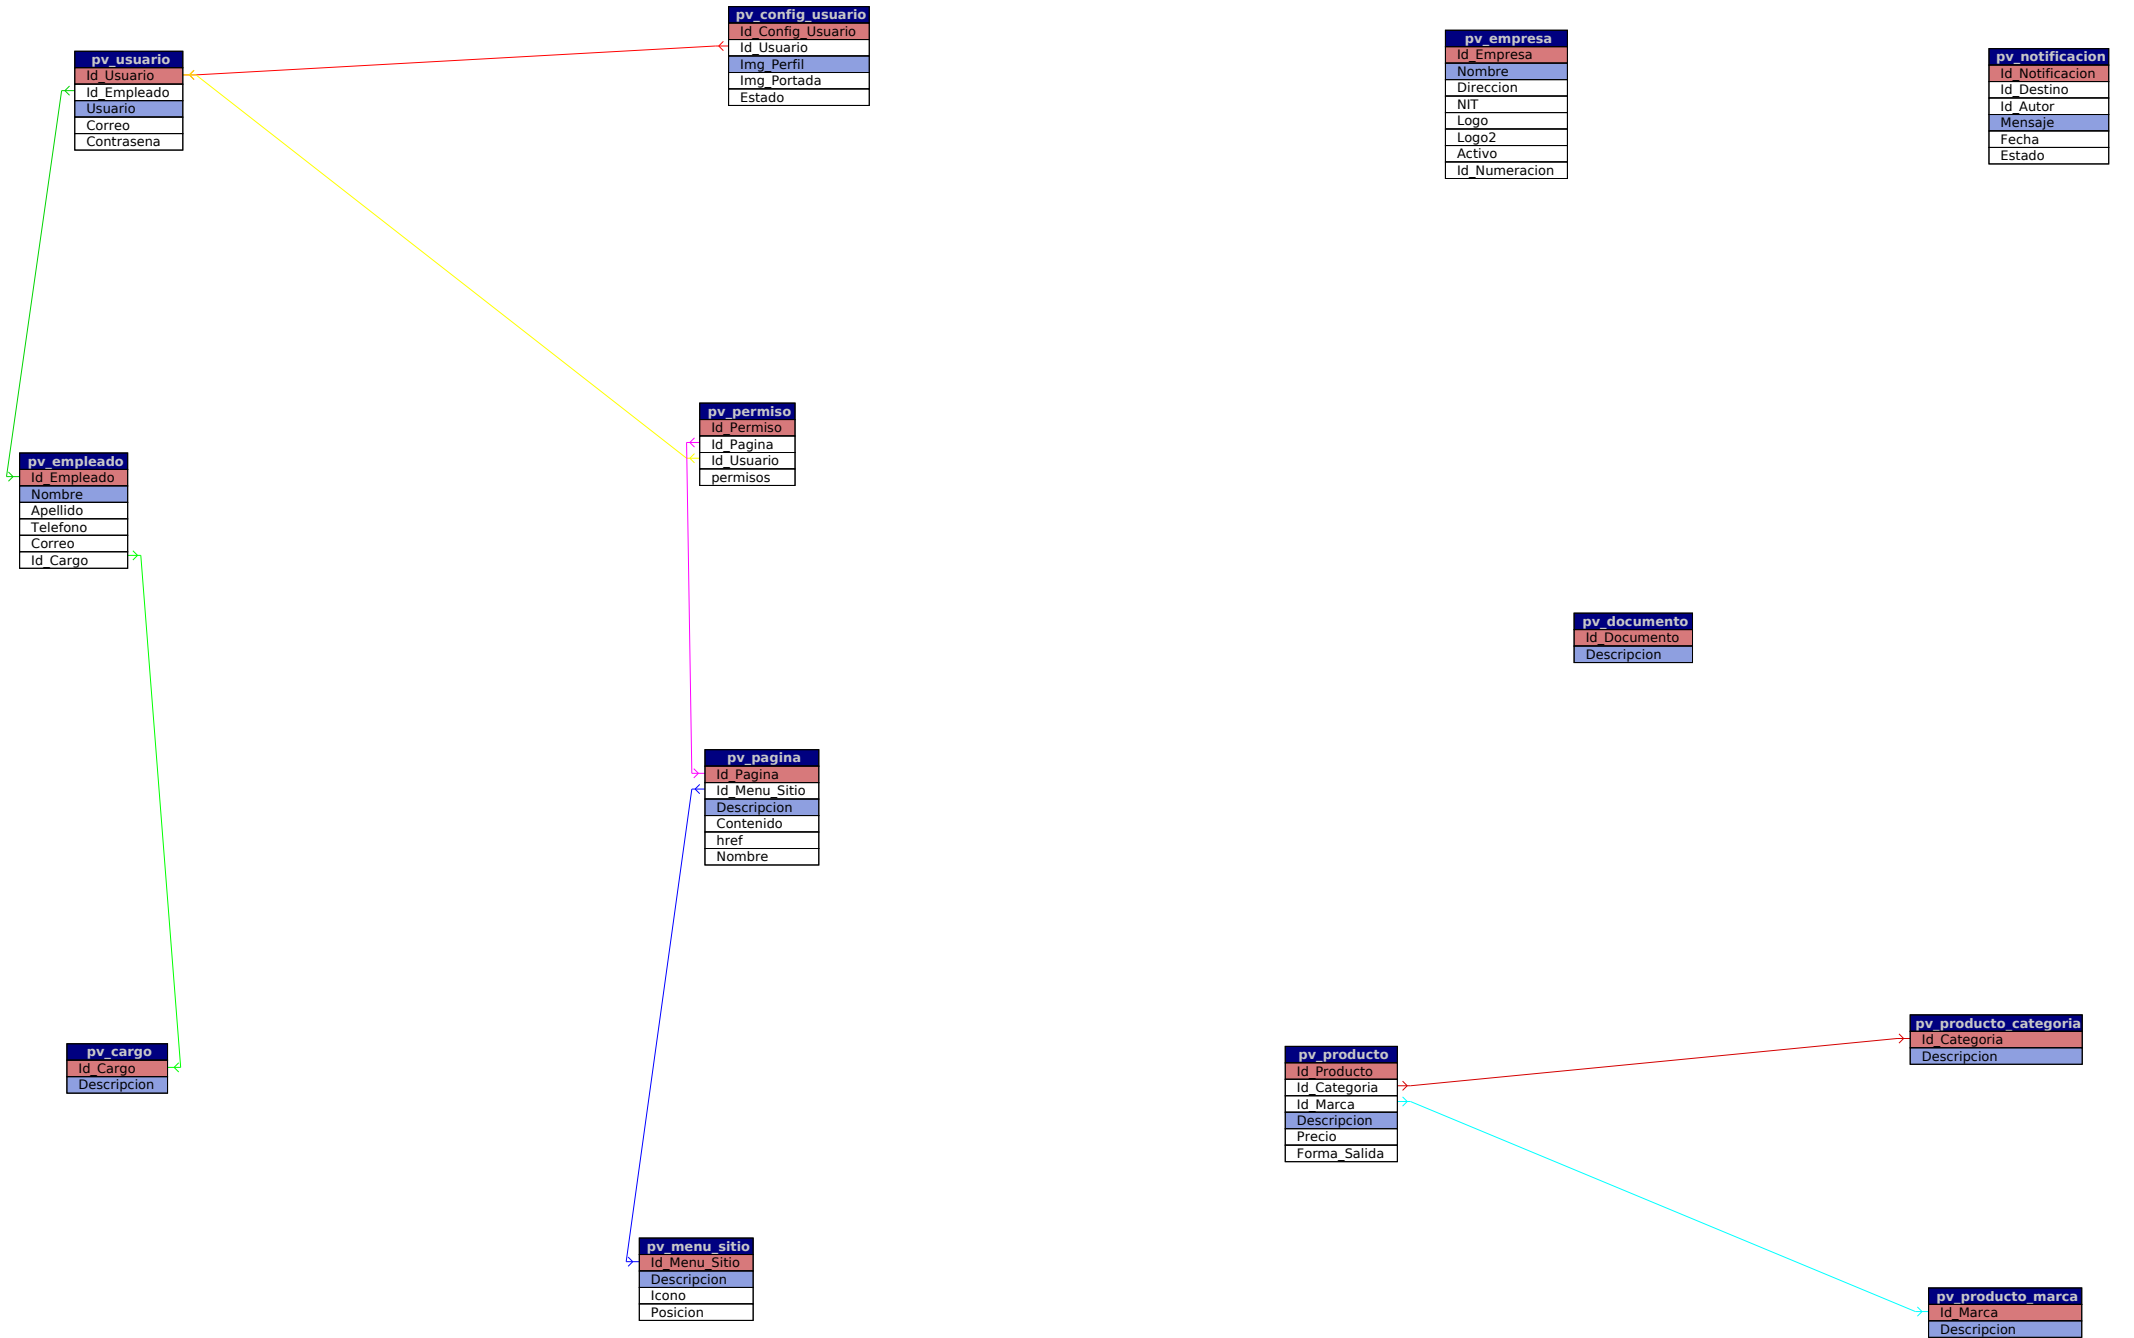 pv_config_usuario
Id_Config_Usuario
Id_Usuario
Img_Perfil
Img_Portada
Estado
pv_usuario
Id_Usuario
Id_Empleado
Usuario
Correo
Contrasena
pv_empresa
Id_Empresa
Nombre
Direccion
NIT
Logo
Logo2
Activo
Id_Numeracion
pv_notificacion
Id_Notificacion
Id_Destino
Id_Autor
Mensaje
Fecha
Estado
pv_permiso
Id_Permiso
Id_Pagina
Id_Usuario
permisos
pv_empleado
Id_Empleado
Nombre
Apellido
Telefono
Correo
Id_Cargo
pv_documento
Id_Documento
Descripcion
pv_pagina
Id_Pagina
Id_Menu_Sitio
Descripcion
Contenido
href
Nombre
pv_cargo
Id_Cargo
Descripcion
pv_producto
Id_Producto
Id_Categoria
Id_Marca
Descripcion
Precio
Forma_Salida
pv_producto_categoria
Id_Categoria
Descripcion
pv_menu_sitio
Id_Menu_Sitio
Descripcion
Icono
Posicion
pv_producto_marca
Id_Marca
Descripcion